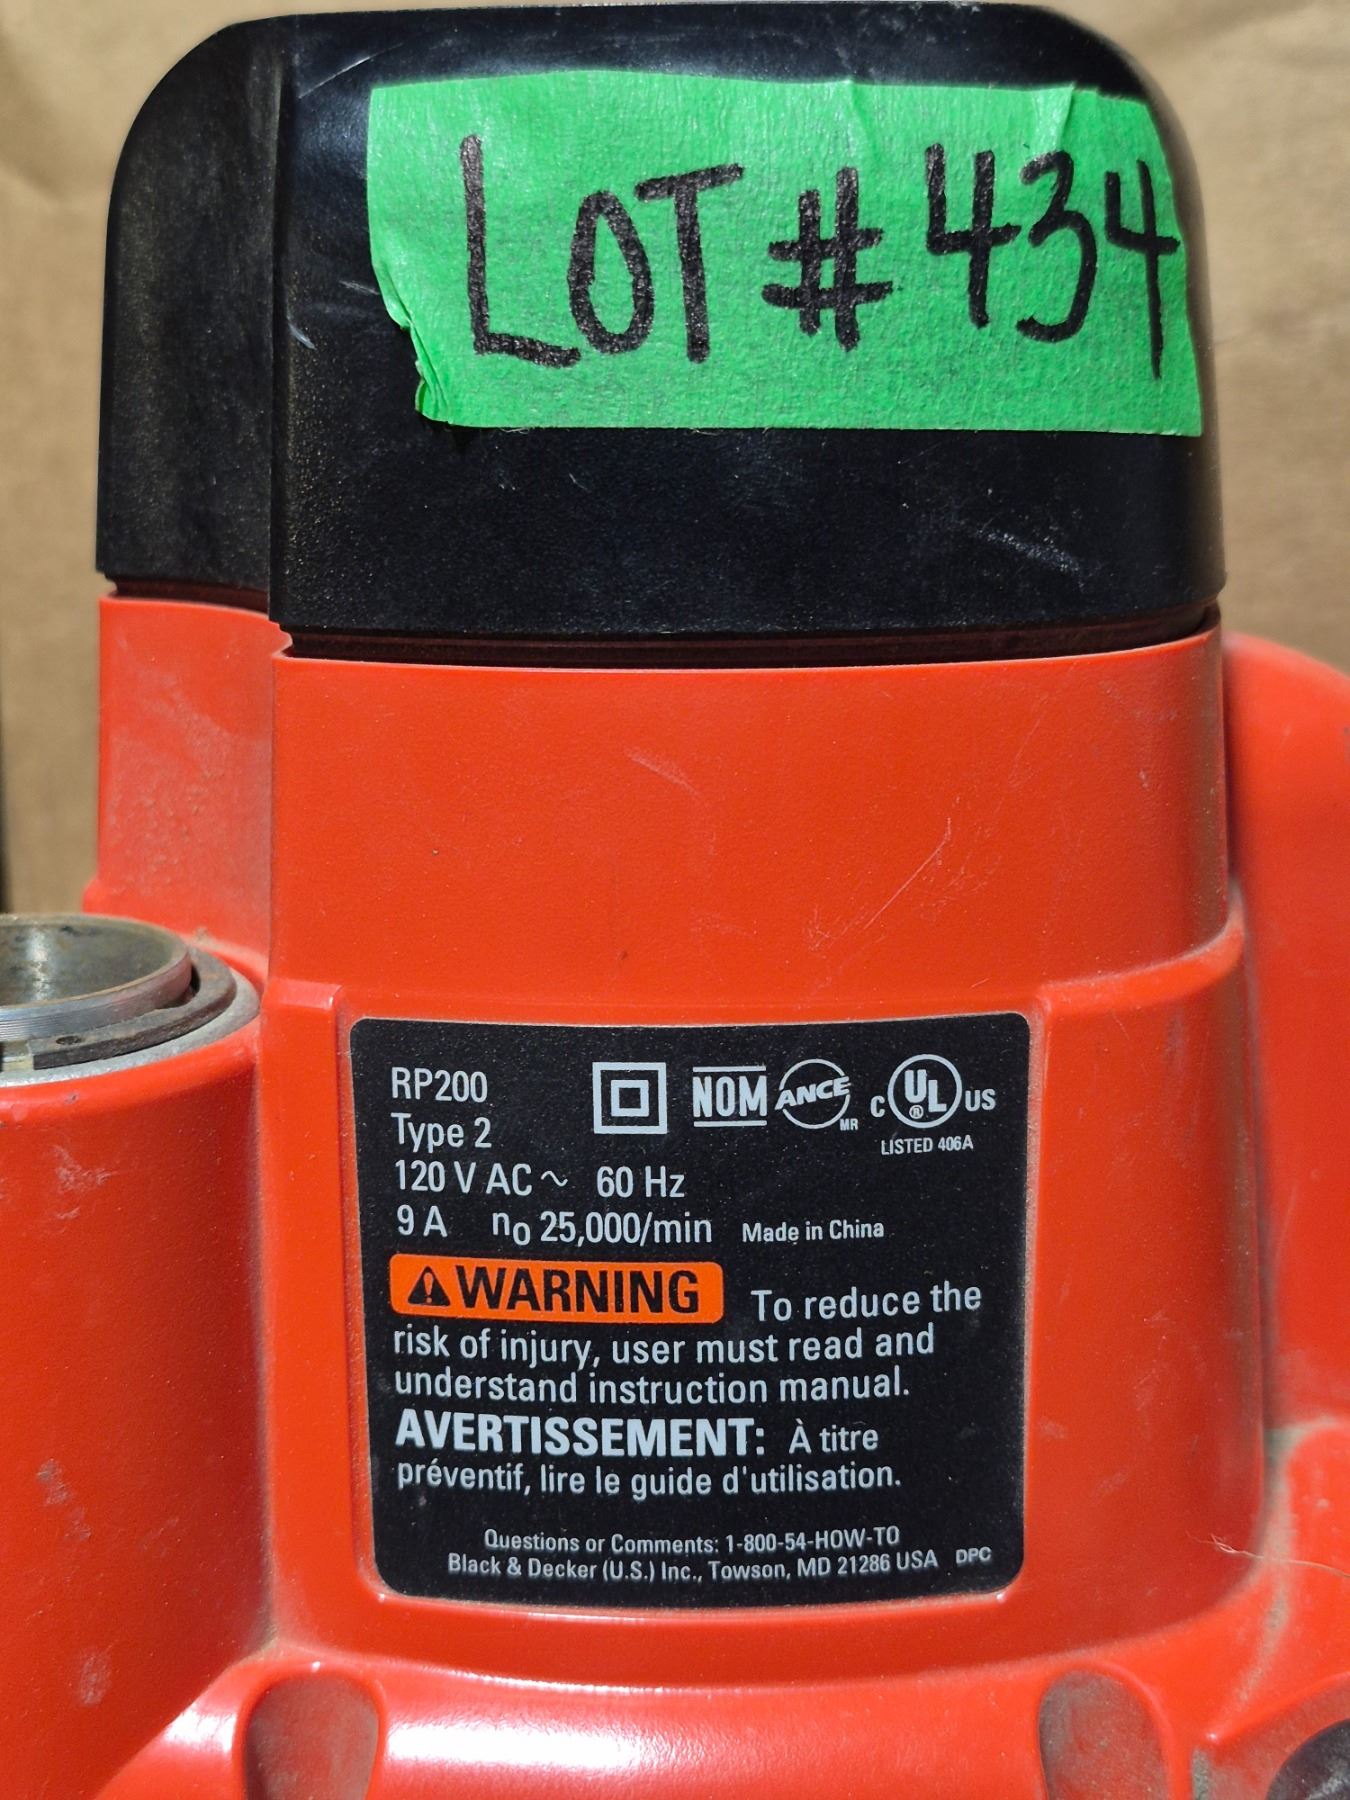 LOT # 434
RP200
NOM ANCE MR C UL ® US
Type 2
LISTED 406A
120 V AC ~ 60 Hz
9 A no 25,000/min Made in China
WARNING To reduce the
risk of injury, user must read and
understand instruction manual.
AVERTISSEMENT: À titre
préventif, lire le guide d'utilisation.
Questions or Comments: 1-800-54-HOW-TO
Black & Decker (U.S.) Inc., Towson, MD 21286 USA DPC